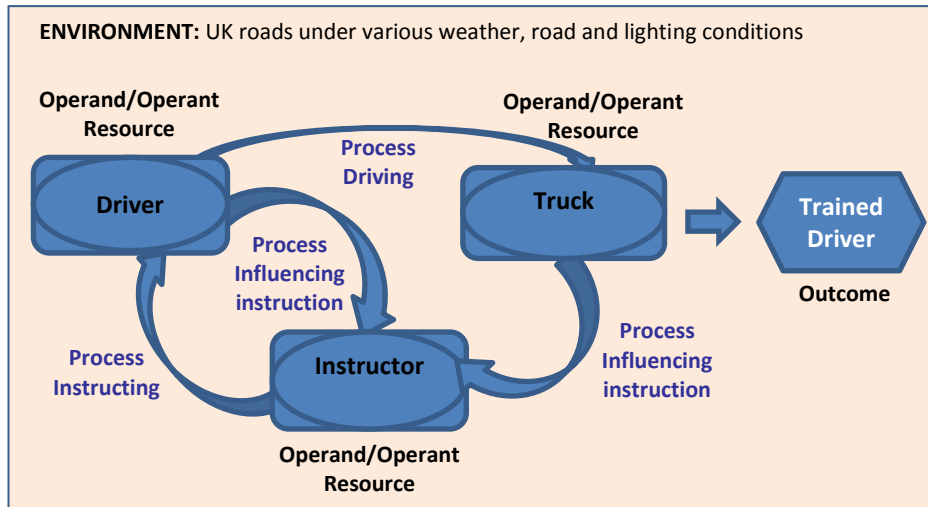 ENVIRONMENT: UK roads under various weather, road and lighting conditions
Operand/Operant
Resource
Operand/Operant
Resource
Process
Driving
Driver
Truck
Trained
Driver
Process
Influencing
instruction
Outcome
Process
Instructing
Instructor
Process
Influencing
instruction
Operand/Operant
Resource